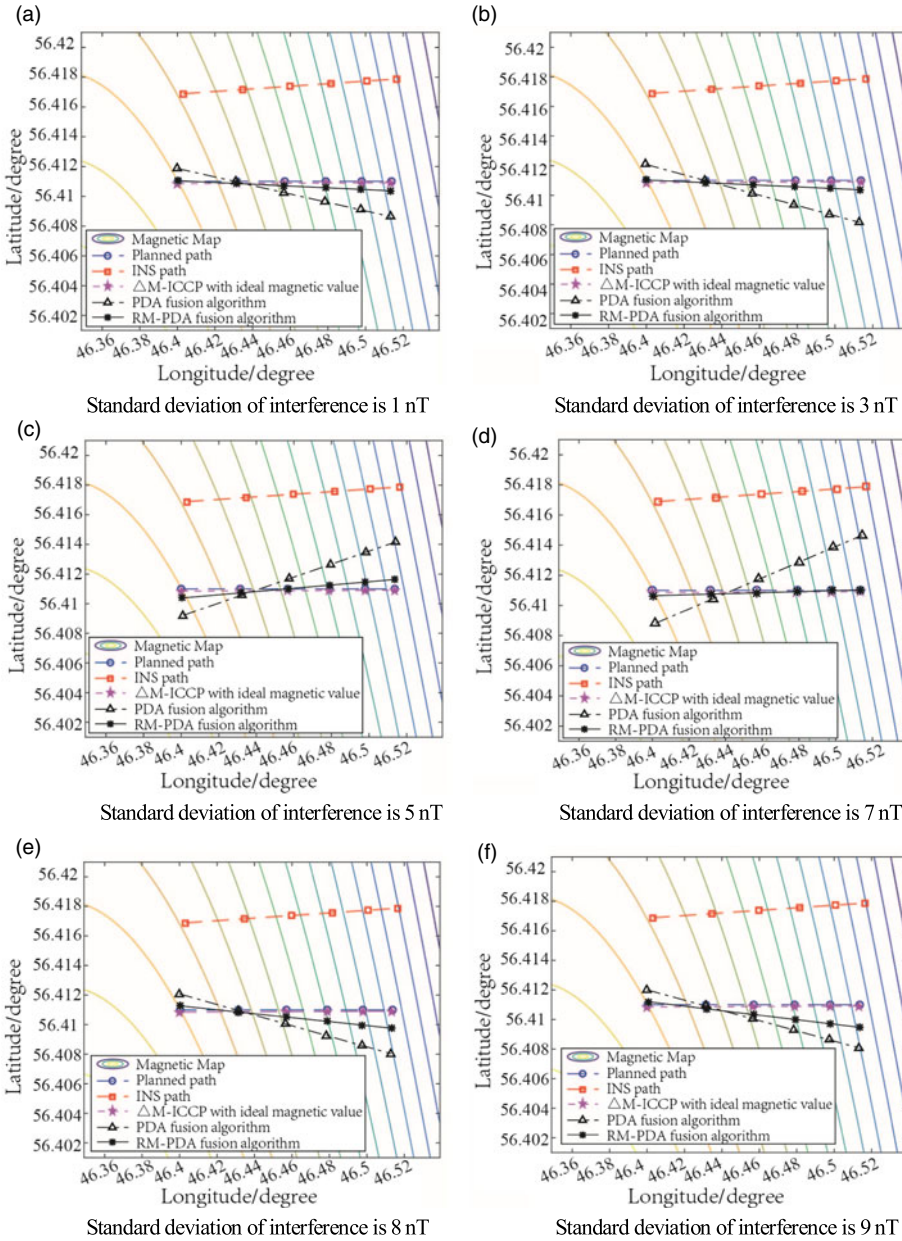 (a)
Latitude/degree
56.42
56.418
56.416
56.414
56.412
56.41
56.408
56.406
56.404
56.402
Magnetic Map
Planned path
INS path
△M-ICCP with ideal magnetic value
PDA fusion algorithm
RM-PDA fusion algorithm
46.36 46.38 46.4 46.42 46.44 46.46 46.48 46.5 46.52
Longitude/degree
Standard deviation of interference is 1 nT
(b)
Latitude/degree
56.42
56.418
56.416
56.414
56.412
56.41
56.408
56.406
56.404
56.402
Magnetic Map
Planned path
INS path
△M-ICCP with ideal magnetic value
PDA fusion algorithm
RM-PDA fusion algorithm
46.36 46.38 46.4 46.42 46.44 46.46 46.48 46.5 46.52
Longitude/degree
Standard deviation of interference is 3 nT
(c)
Latitude/degree
56.42
56.418
56.416
56.414
56.412
56.41
56.408
56.406
56.404
56.402
Magnetic Map
Planned path
INS path
△M-ICCP with ideal magnetic value
PDA fusion algorithm
RM-PDA fusion algorithm
46.36 46.38 46.4 46.42 46.44 46.46 46.48 46.5 46.52
Longitude/degree
Standard deviation of interference is 5 nT
(d)
Latitude/degree
56.42
56.418
56.416
56.414
56.412
56.41
56.408
56.406
56.404
56.402
Magnetic Map
Planned path
INS path
△M-ICCP with ideal magnetic value
PDA fusion algorithm
RM-PDA fusion algorithm
46.36 46.38 46.4 46.42 46.44 46.46 46.48 46.5 46.52
Longitude/degree
Standard deviation of interference is 7 nT
(e)
Latitude/degree
56.42
56.418
56.416
56.414
56.412
56.41
56.408
56.406
56.404
56.402
Magnetic Map
Planned path
INS path
△M-ICCP with ideal magnetic value
PDA fusion algorithm
RM-PDA fusion algorithm
46.36 46.38 46.4 46.42 46.44 46.46 46.48 46.5 46.52
Longitude/degree
Standard deviation of interference is 8 nT
(f)
Latitude/degree
56.42
56.418
56.416
56.414
56.412
56.41
56.408
56.406
56.404
56.402
Magnetic Map
Planned path
INS path
△M-ICCP with ideal magnetic value
PDA fusion algorithm
RM-PDA fusion algorithm
46.36 46.38 46.4 46.42 46.44 46.46 46.48 46.5 46.52
Longitude/degree
Standard deviation of interference is 9 nT